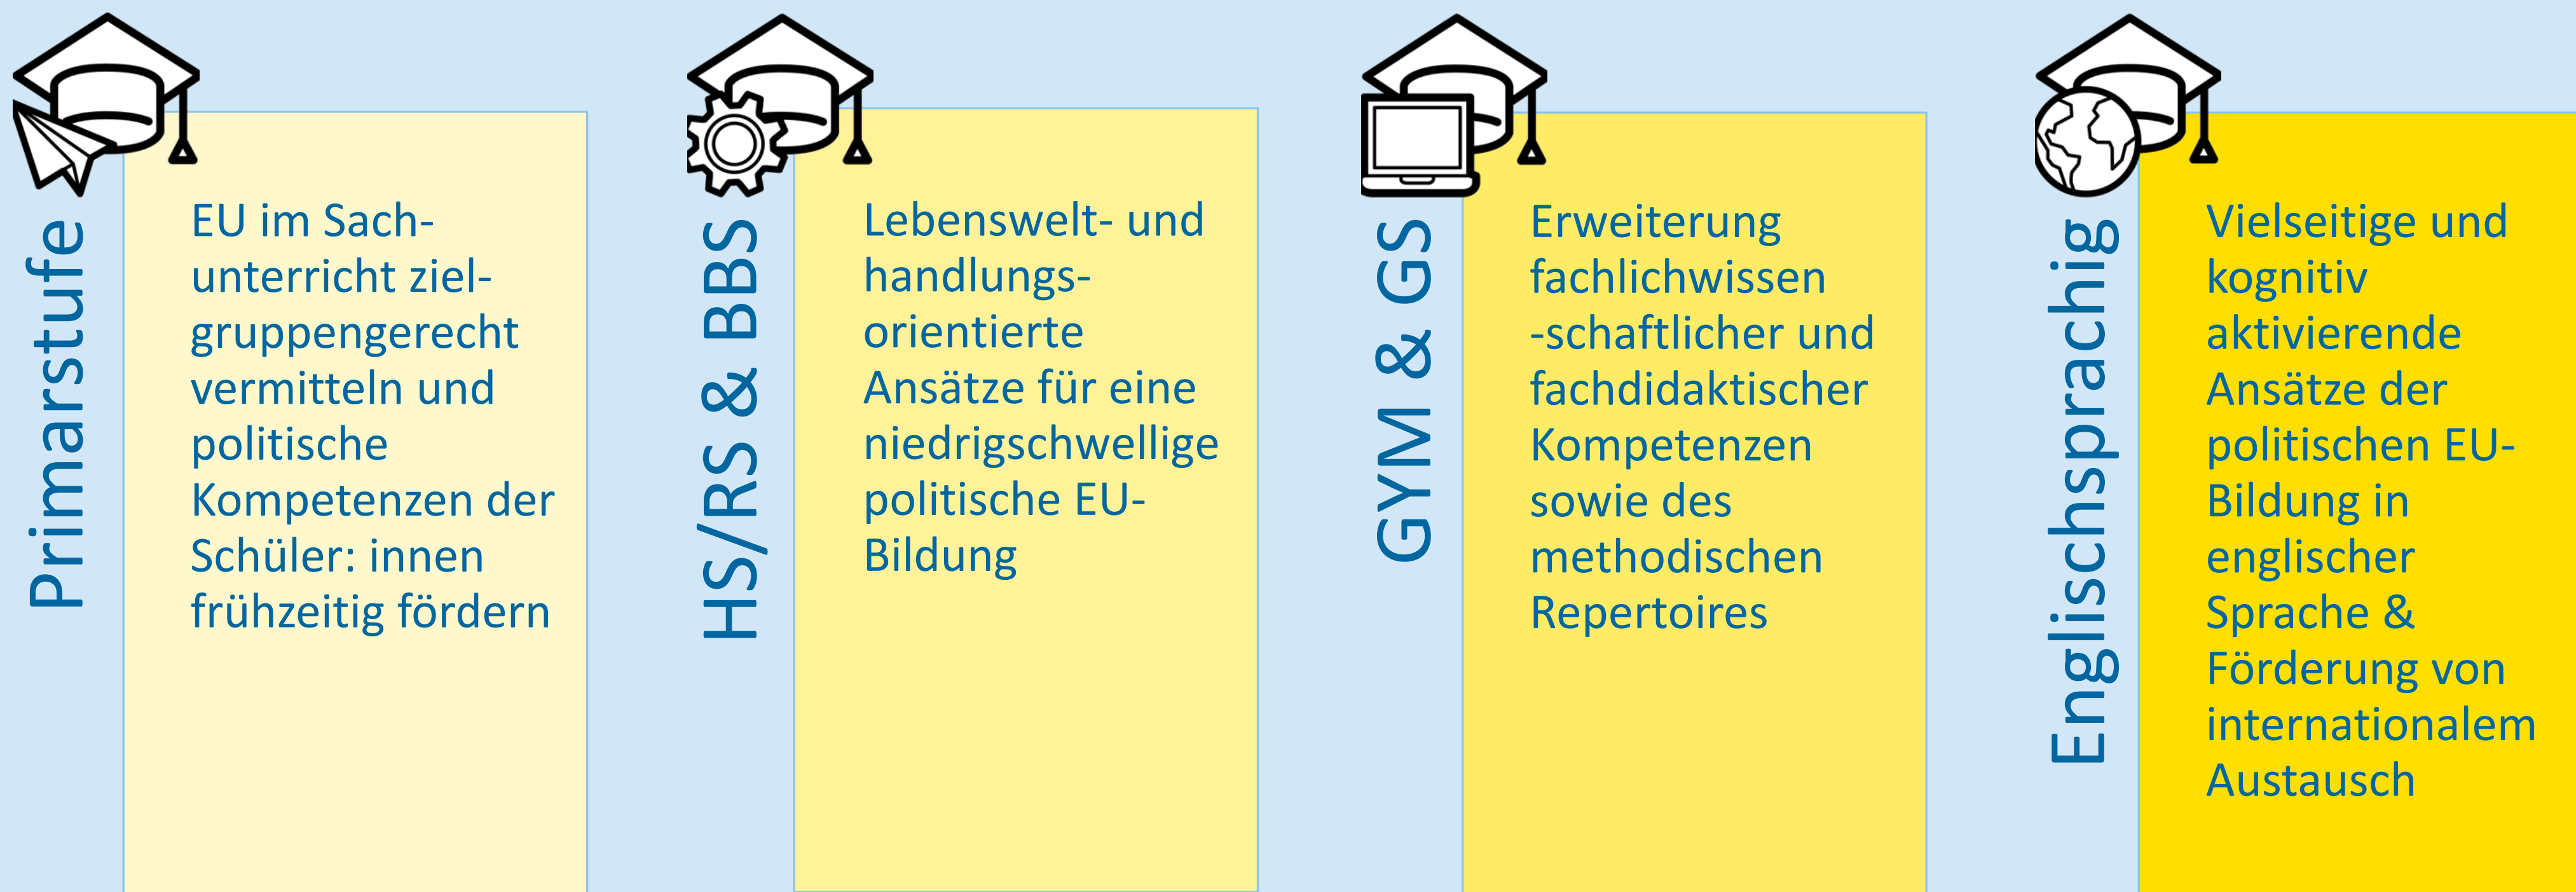 Primarstufe
EU im Sach-
unterricht ziel-
gruppengerecht
vermitteln und
politische
Kompetenzen der
Schüler: innen
frühzeitig fördern
HS/RS & BBS
Lebenswelt- und
handlungs-
orientierte
Ansätze für eine
niedrigschwellige
politische EU-
Bildung
GYM & GS
Erweiterung
fachlichwissen
-schaftlicher und
fachdidaktischer
Kompetenzen
sowie des
methodischen
Repertoires
Englischsprachig
Vielseitige und
kognitiv
aktivierende
Ansätze der
politischen EU-
Bildung in
englischer
Sprache &
Förderung von
internationalem
Austausch